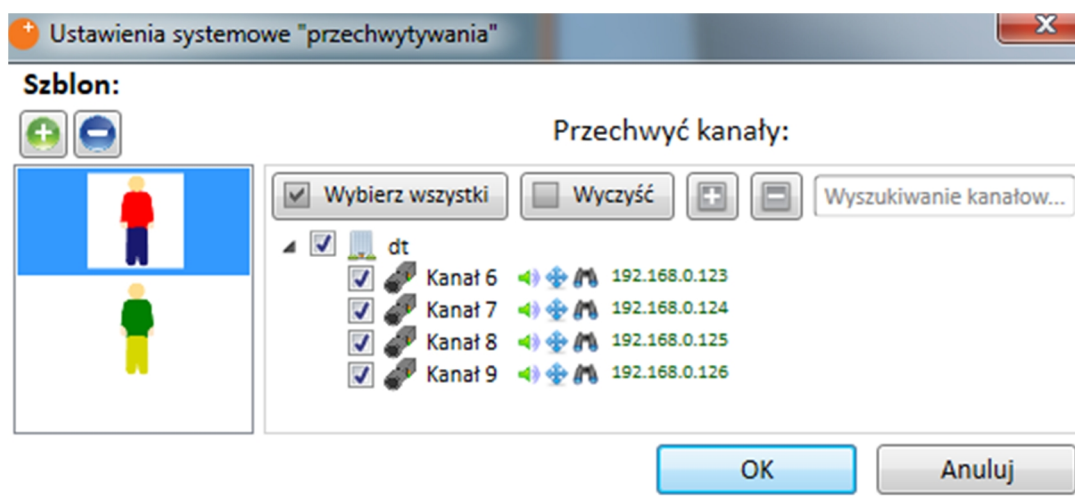 Ustawienia systemowe "przechwytywania"
Szblon:
Przechwyć kanały:
Wybierz wszystki Wyczyść Wyszukiwanie kanałow...
dt
Kanał 6 192.168.0.123
Kanał 7 192.168.0.124
Kanał 8 192.168.0.125
Kanał 9 192.168.0.126
OK Anuluj